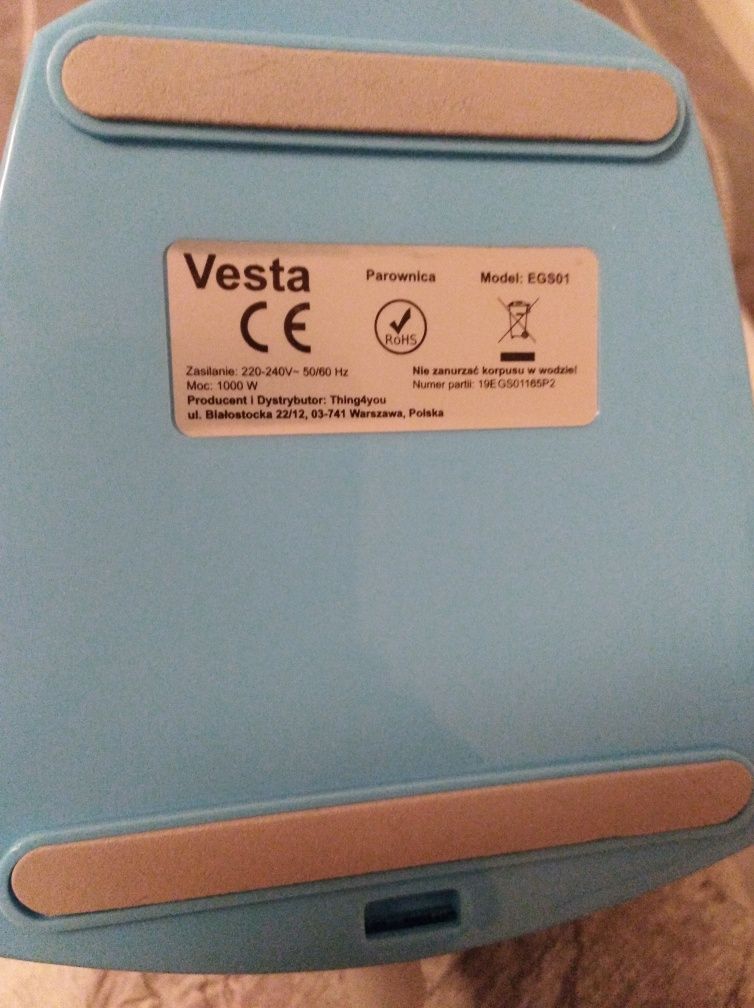 Vesta
Parownica
Model: EGS01
CE
RoHS
Zasilanie: 220-240V~ 50/60 Hz
Moc: 1000 W
Producent i Dystrybutor: Thing4you
ul. Białostocka 22/12, 03-741 Warszawa, Polska
Nie zanurzać korpusu w wodzie!
Numer partii: 19EGS01165P2